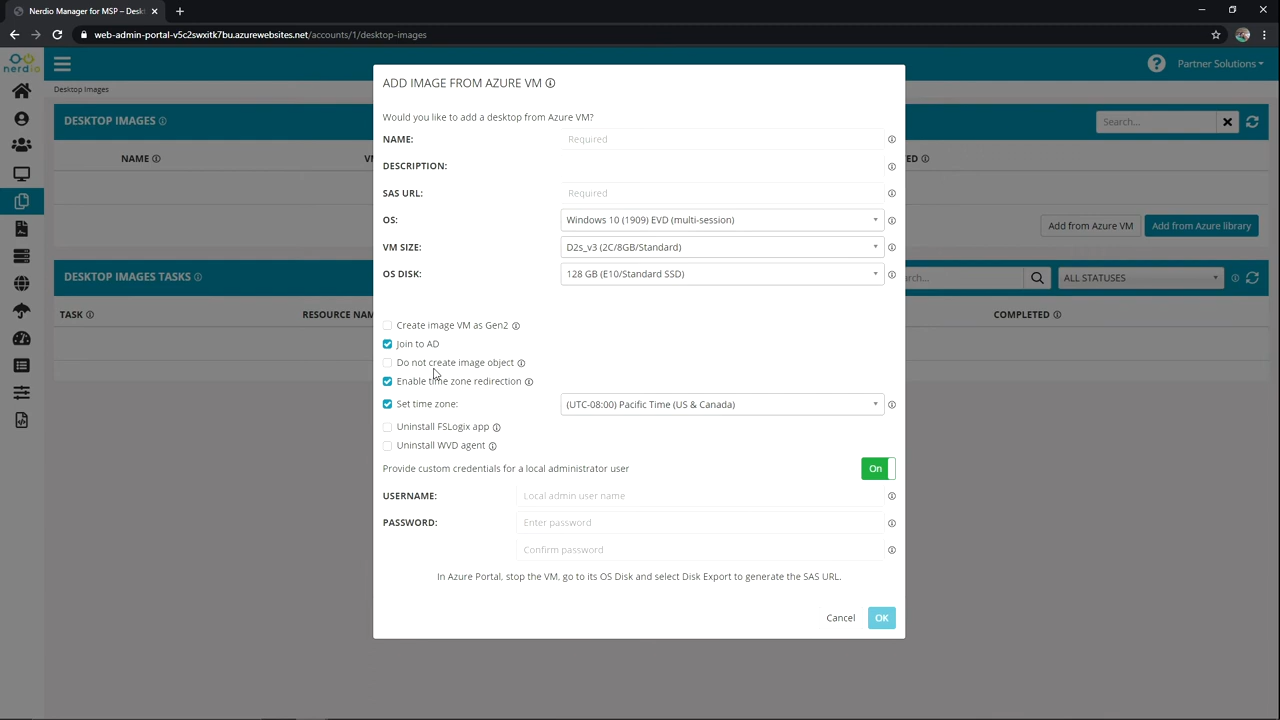 Nerdio Manager for MSP – Deskt
web-admin-portal-v5c2swxitk7bu.azurewebsites.net/accounts/1/desktop-images
nerdio
Partner Solutions
Desktop Images
DESKTOP IMAGES
Search...
NAME
Add from Azure VM
Add from Azure library
DESKTOP IMAGES TASKS
ALL STATUSES
TASK
RESOURCE NAM
COMPLETED
ADD IMAGE FROM AZURE VM
Would you like to add a desktop from Azure VM?
NAME: Required
DESCRIPTION:
SAS URL: Required
OS: Windows 10 (1909) EVD (multi-session)
VM SIZE: D2s_v3 (2C/8GB/Standard)
OS DISK: 128 GB (E10/Standard SSD)
Create image VM as Gen2
Join to AD
Do not create image object
Enable time zone redirection
Set time zone: (UTC-08:00) Pacific Time (US & Canada)
Uninstall FSLogix app
Uninstall WVD agent
Provide custom credentials for a local administrator user On
USERNAME: Local admin user name
PASSWORD: Enter password
Confirm password
In Azure Portal, stop the VM, go to its OS Disk and select Disk Export to generate the SAS URL.
Cancel OK